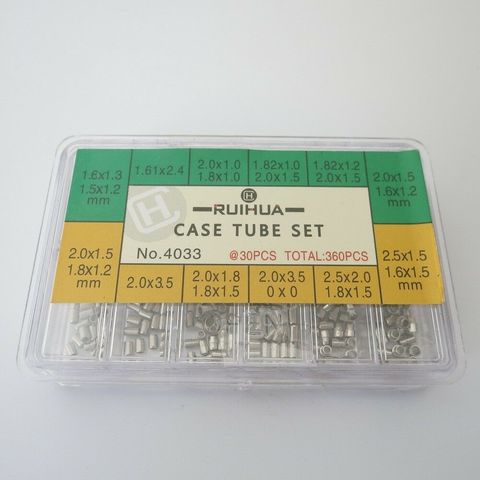 1.6x1.3
1.5x1.2
mm
1.61x2.4
2.0x1.0
1.8x1.0
1.82x1.0
2.0x1.5
1.82x1.2
2.0x1.5
2.0x1.5
1.6x1.2
mm
CH
RUIHUA
CASE TUBE SET
No.4033
@30PCS TOTAL:360PCS
2.0x1.5
1.8x1.2
mm
2.0x3.5
2.0x1.8
1.8x1.5
2.0x3.5
0x0
2.5x2.0
1.8x1.5
2.5x1.5
1.6x1.5
mm